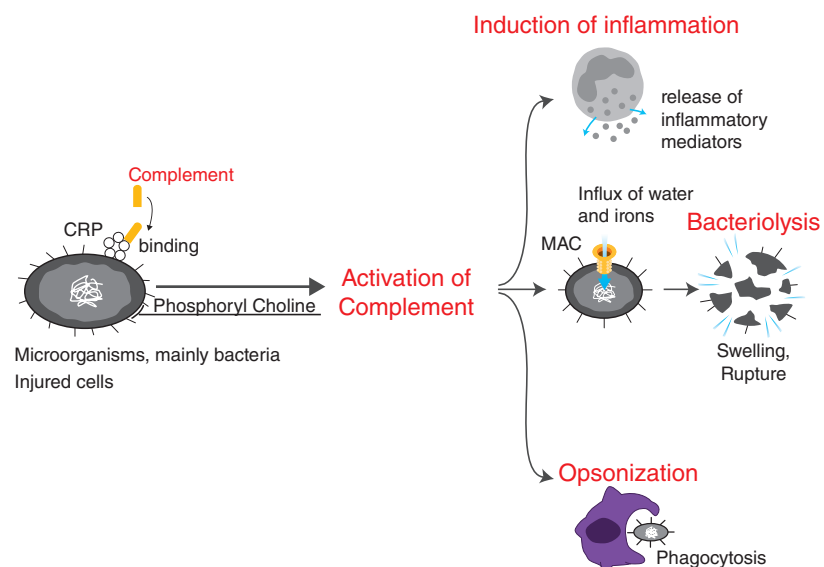 Induction of inflammation
release of
inflammatory
mediators
Complement
CRP
binding
Phosphoryl Choline
Microorganisms, mainly bacteria
Injured cells
Activation of
Complement
Influx of water
and irons
MAC
Bacteriolysis
Swelling,
Rupture
Opsonization
Phagocytosis